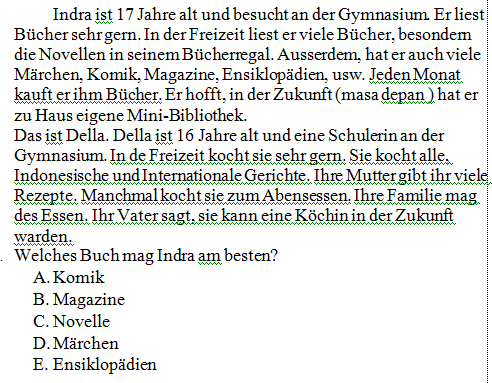 Indra ist 17 Jahre alt und besucht an der Gymnasium. Er liest
Bücher sehr gern. In der Freizeit liest er viele Bücher, besondern
die Novellen in seinem Bücherregal. Ausserdem, hat er auch viele
Märchen, Komik, Magazine, Ensiklopädien, usw. Jeden Monat
kauft er ihm Bücher. Er hofft, in der Zukunft (masa depan ) hat er
zu Haus eigene Mini-Bibliothek.
Das ist Della. Della ist 16 Jahre alt und eine Schulerin an der
Gymnasium. In de Freizeit kocht sie sehr gern. Sie kocht alle,
Indonesische und Internationale Gerichte. Ihre Mutter gibt ihr viele
Rezepte. Manchmal kocht sie zum Abensessen. Ihre Familie mag
des Essen. Ihr Vater sagt, sie kann eine Köchin in der Zukunft
warden.
Welches Buch mag Indra am besten?
A. Komik
B. Magazine
C. Novelle
D. Märchen
E. Ensiklopädien